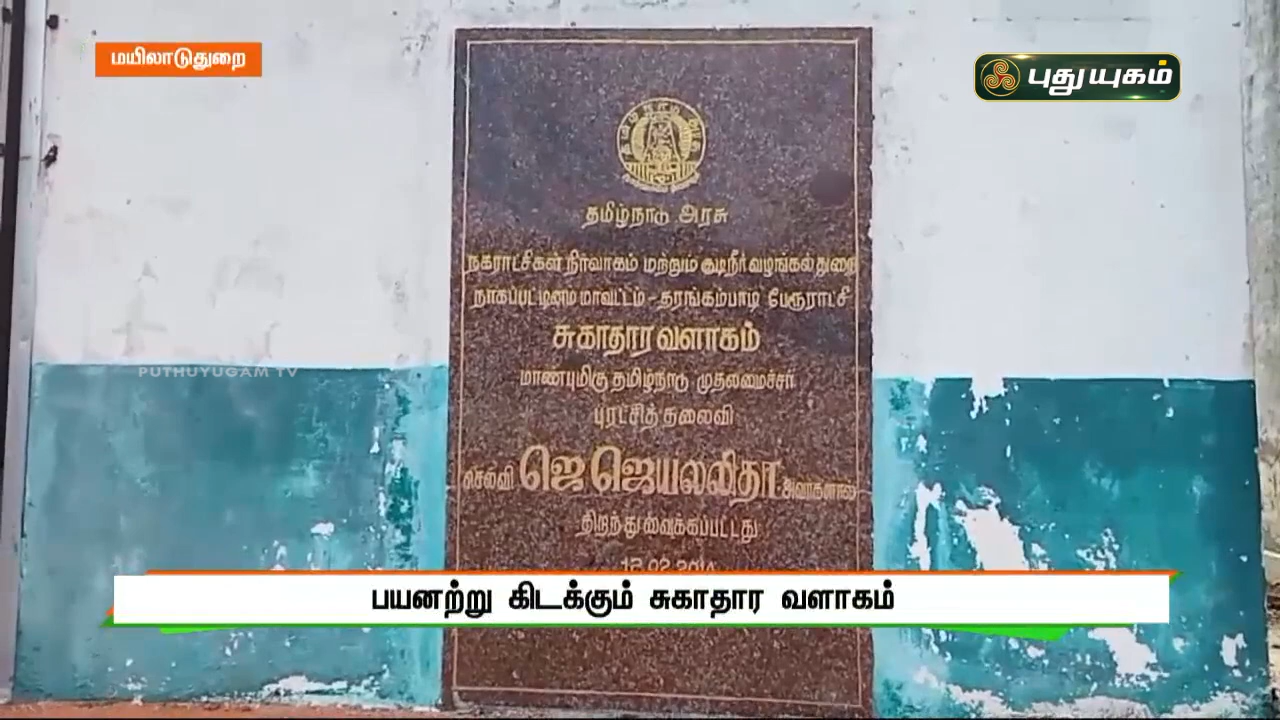 மயிலாடுதுறை
புதுயுகம்
தமிழ்நாடு அரசு
நகராட்சிகள் நிர்வாகம் மற்றும் குடிநீர் வழங்கல் துறை
நாகப்பட்டினம் மாவட்டம் - தரங்கம்பாடி பேரூராட்சி
சுகாதார வளாகம்
மாண்புமிகு தமிழ்நாடு முதலமைச்சர்
புரட்சித் தலைவி
PUTHUYUGAM TV
செல்வி ஜெ ஜெயலலிதா அவர்களால்
திறந்து வைக்கப்பட்டது
பயனற்று கிடக்கும் சுகாதார வளாகம்